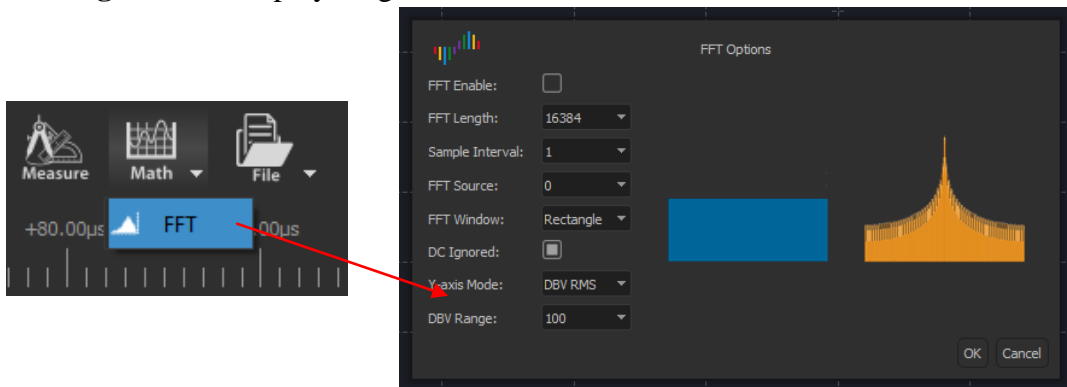 Measure Math File
+80.00µs FFT .00µs
FFT Options
FFT Enable:
FFT Length: 16384
Sample Interval: 1
FFT Source: 0
FFT Window: Rectangle
DC Ignored:
Y-axis Mode: DBV RMS
DBV Range: 100
OK Cancel